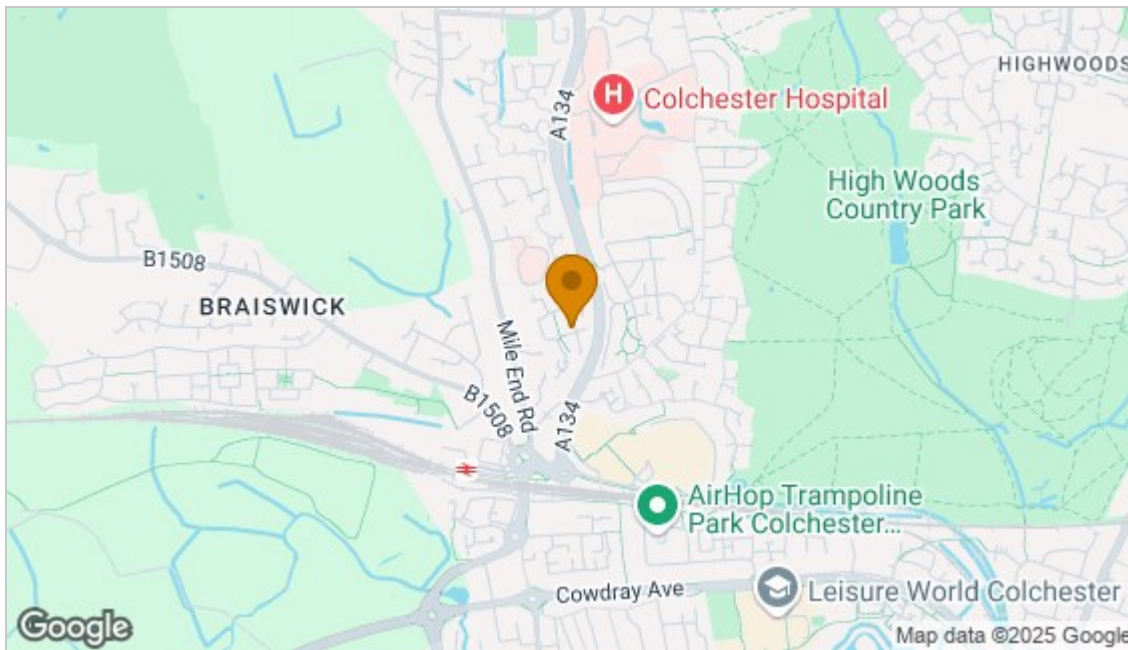 HIGHWOODS
A134
H
Colchester Hospital
High Woods
Country Park
B1508
BRAISWICK
Mile End Rd
B1508
A134
AirHop Trampoline
Park Colchester...
Cowdray Ave
Leisure World Colchester
Google
Map data ©2025 Google